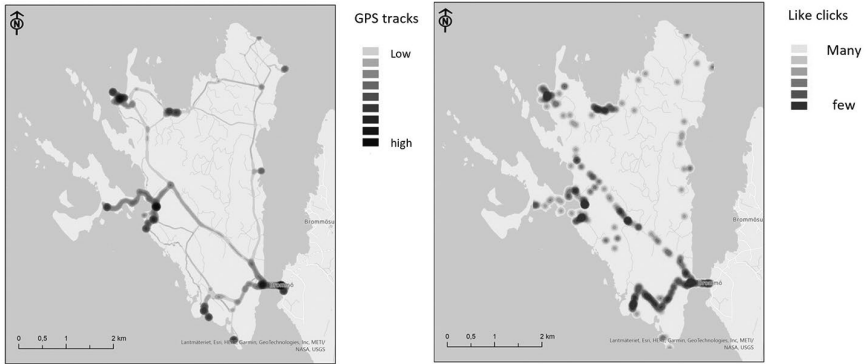 GPS tracks
Low
high
N
Brommösu
0 0,5 1 2 km
Lantmäteriet, Esri, HERE, Garmin, GeoTechnologies, Inc, METI/
NASA, USGS
Like clicks
Many
few
N
Brommösu
0 0,5 1 2 km
Lantmäteriet, Esri, HERE, Garmin, GeoTechnologies, Inc, METI/
NASA, USGS